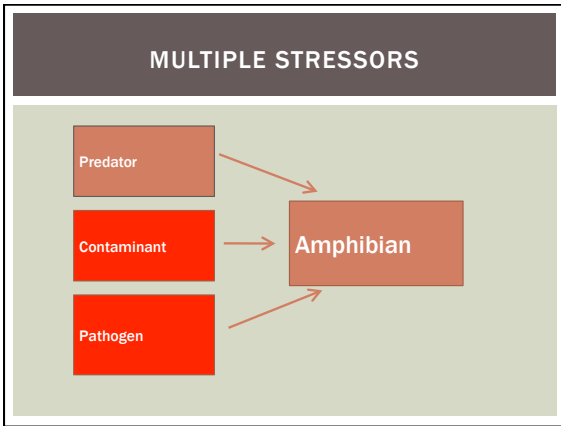 MULTIPLE STRESSORS
Predator
Contaminant
Amphibian
Pathogen